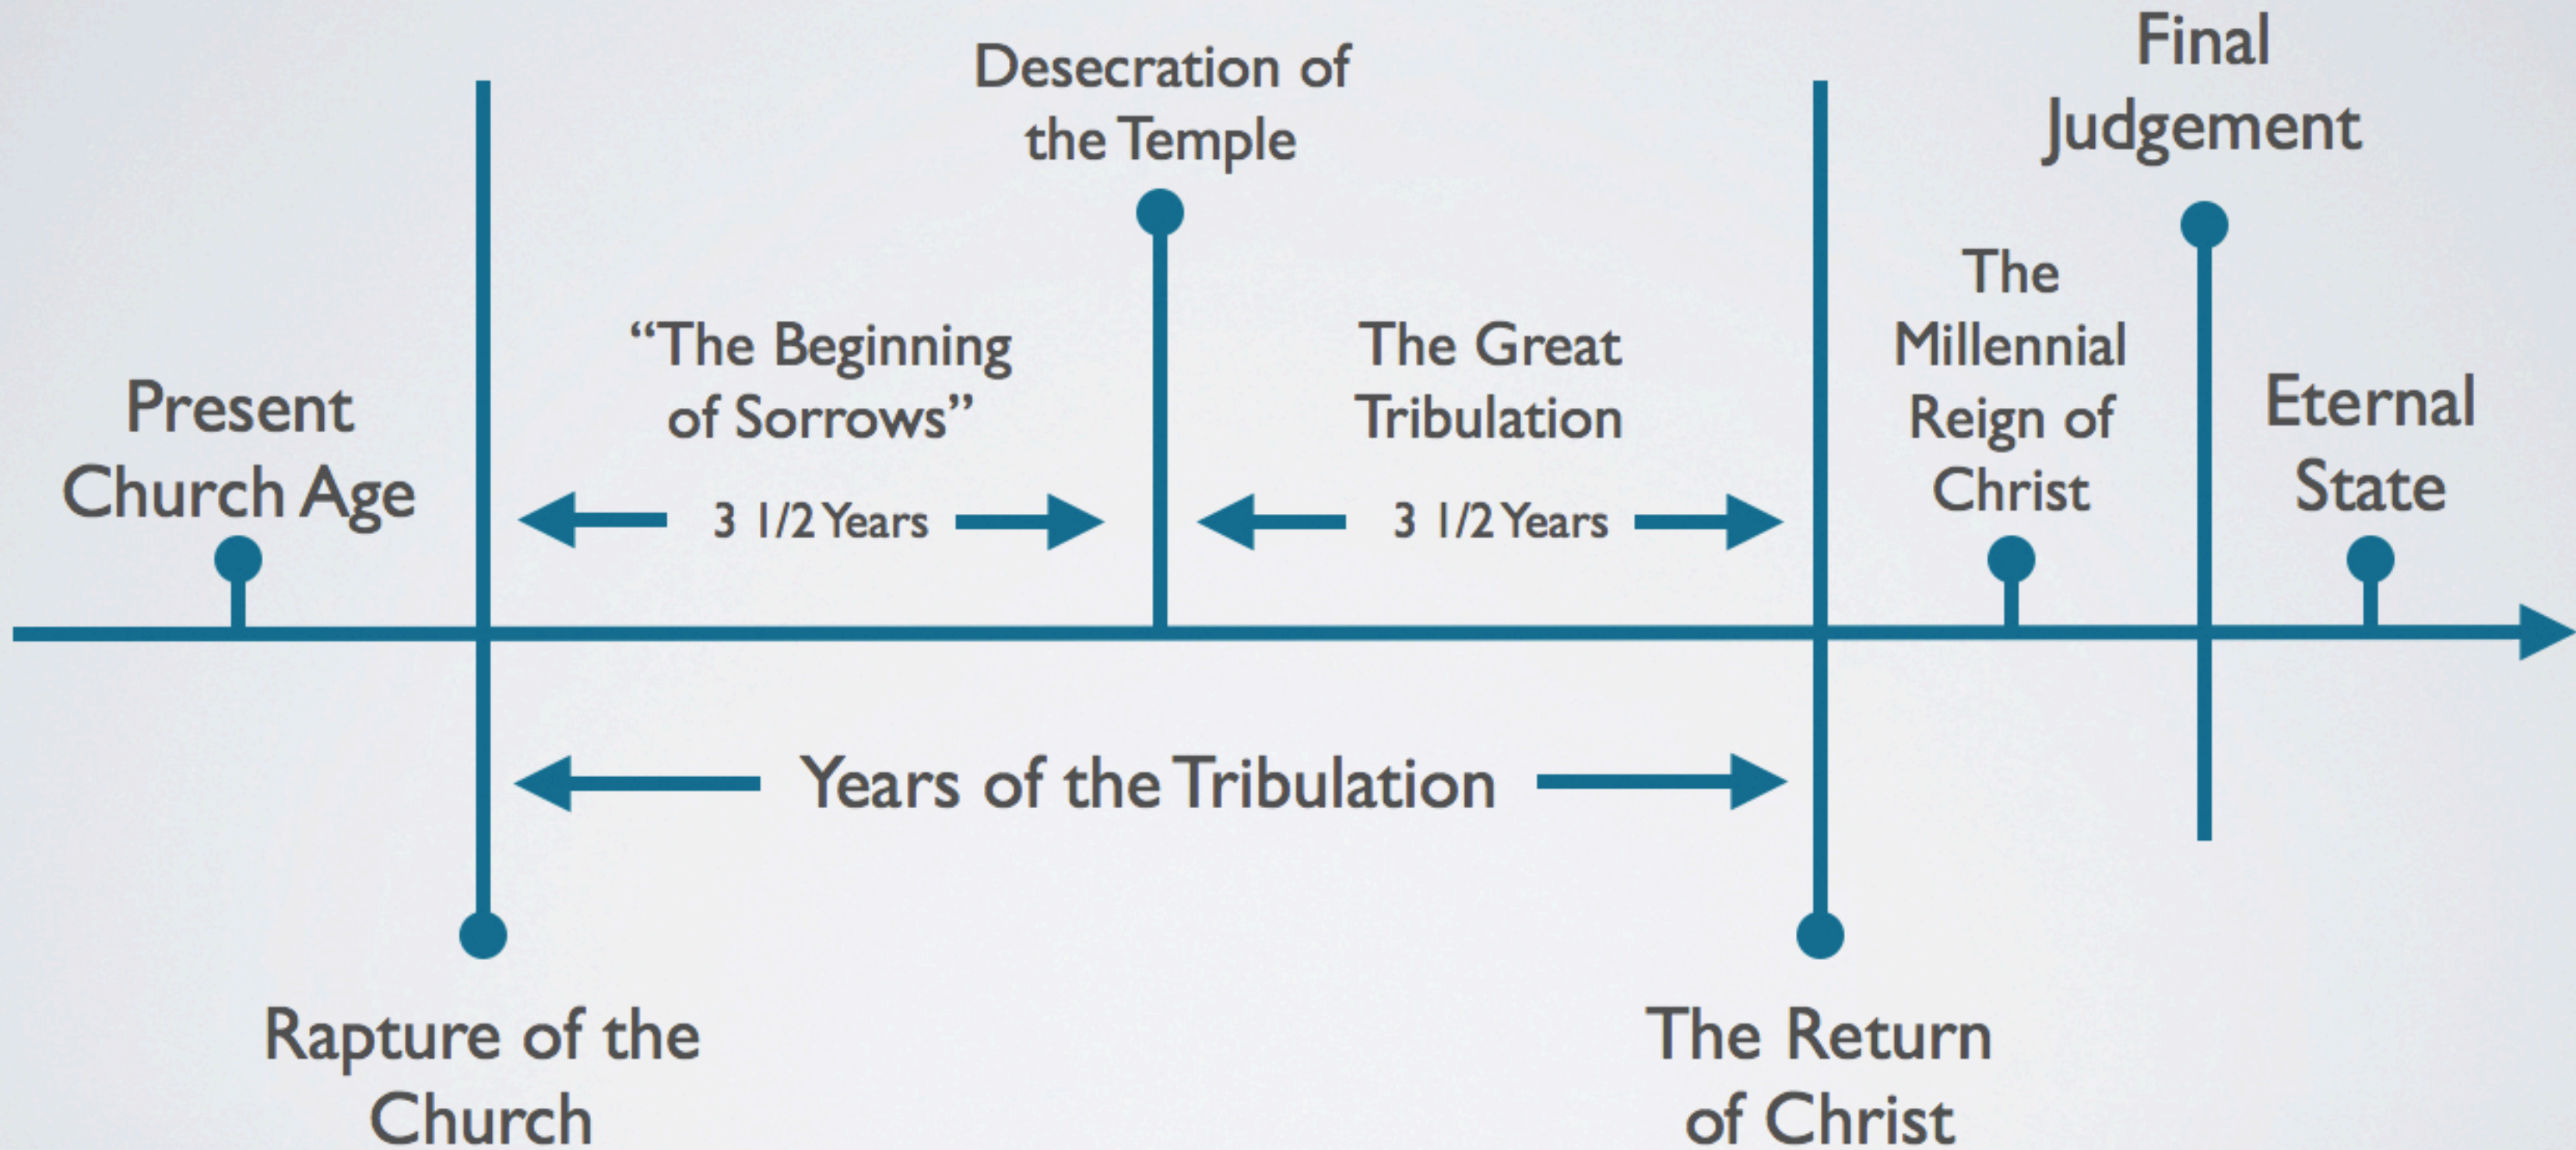 Present
Church Age
“The Beginning
of Sorrows”
3 1/2 Years
Desecration of
the Temple
The Great
Tribulation
3 1/2 Years
The
Millennial
Reign of
Christ
Final
Judgement
Eternal
State
Years of the Tribulation
Rapture of the
Church
The Return
of Christ